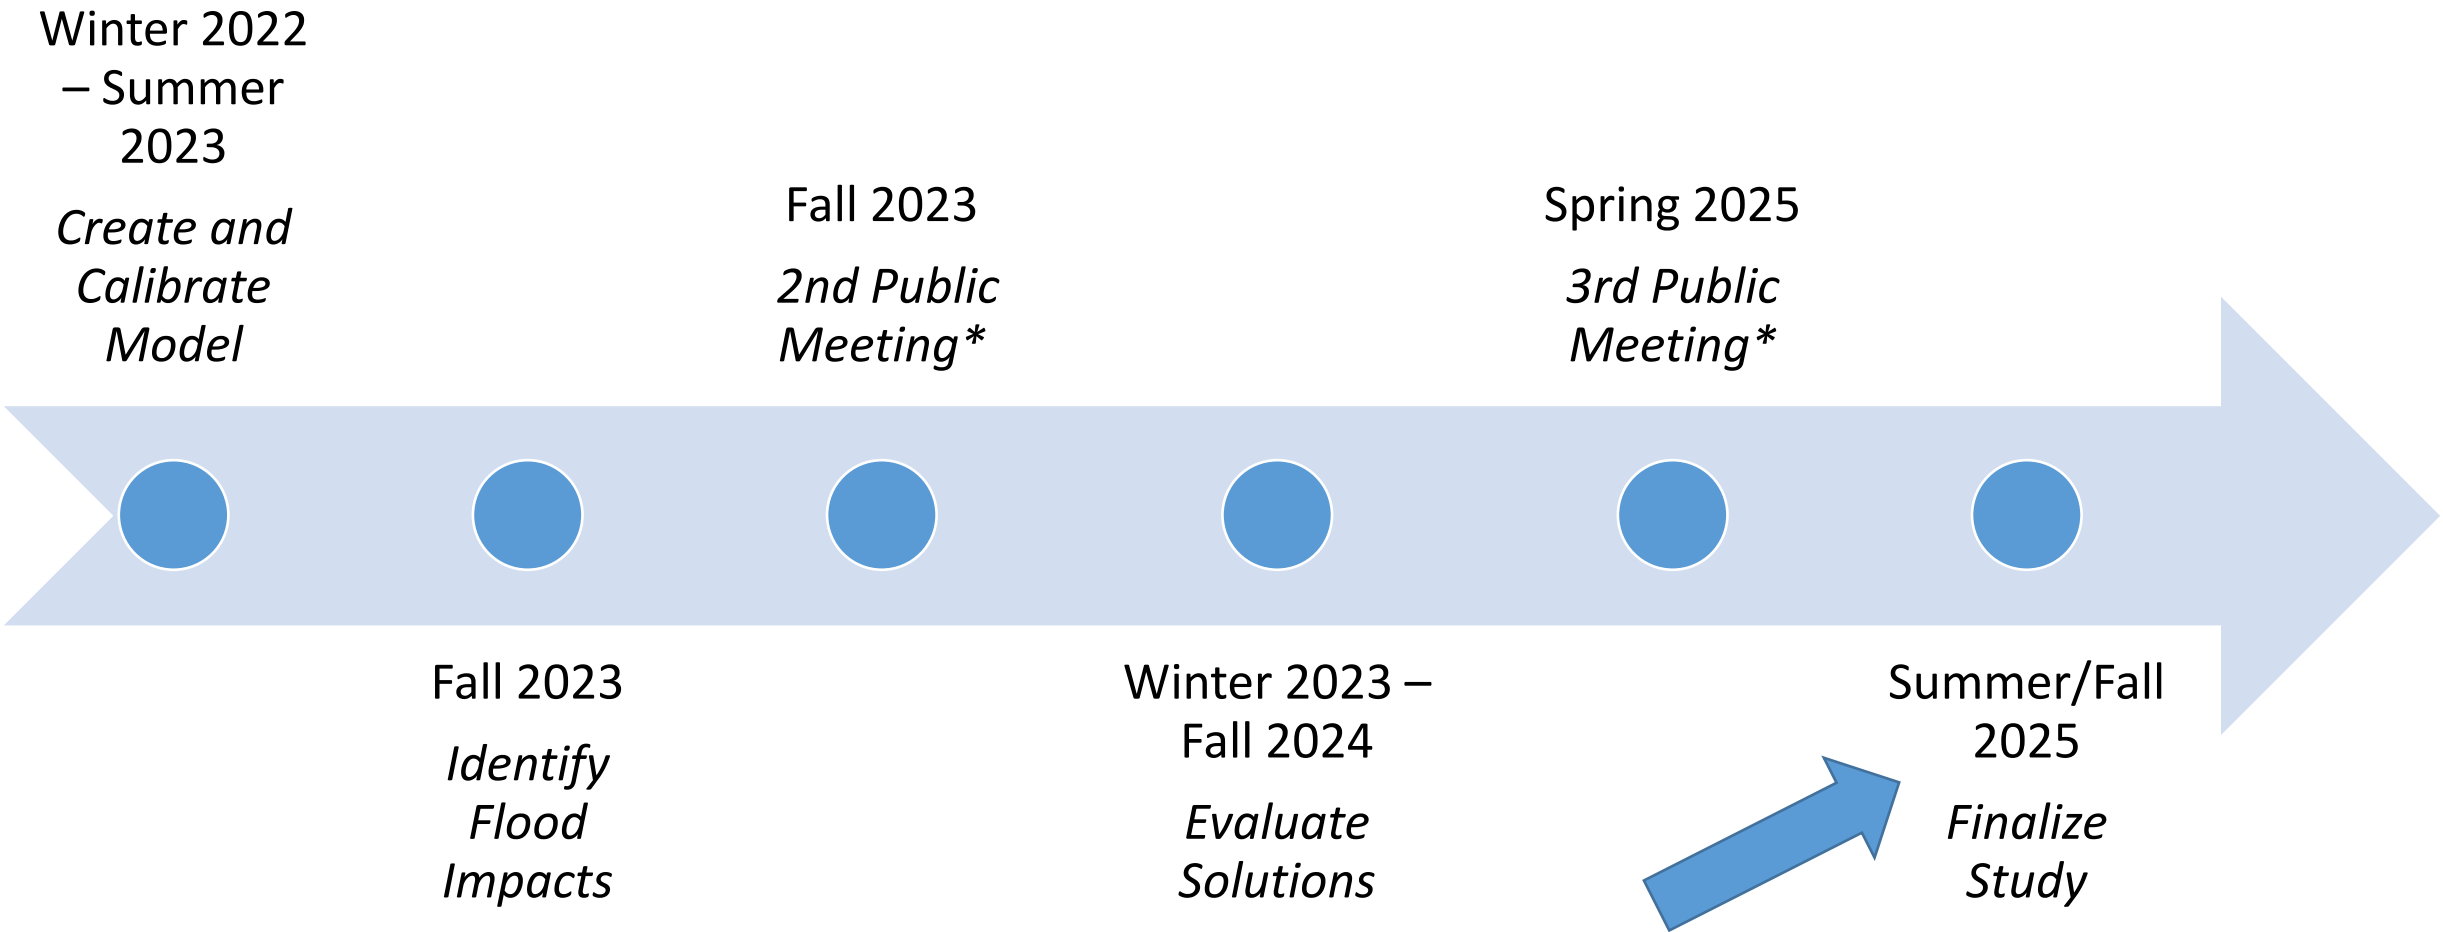 Winter 2022
– Summer
2023
Create and
Calibrate
Model
Fall 2023
Identify
Flood
Impacts
Fall 2023
2nd Public
Meeting*
Winter 2023 –
Fall 2024
Evaluate
Solutions
Spring 2025
3rd Public
Meeting*
Summer/Fall
2025
Finalize
Study